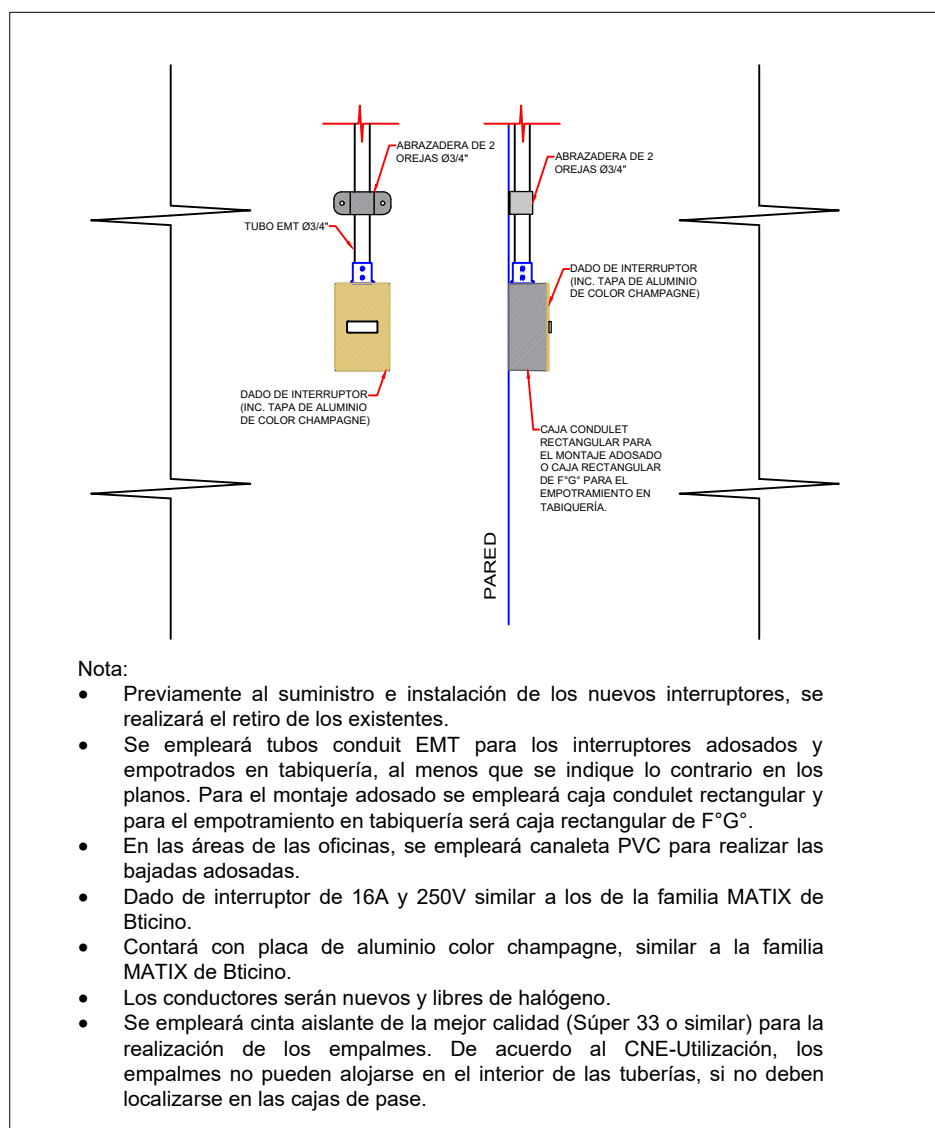 ABRAZADERA DE 2
OREJAS Ø3/4"
TUBO EMT Ø3/4"
DADO DE INTERRUPTOR
(INC. TAPA DE ALUMINIO
DE COLOR CHAMPAGNE)
ABRAZADERA DE 2
OREJAS Ø3/4"
DADO DE INTERRUPTOR
(INC. TAPA DE ALUMINIO
DE COLOR CHAMPAGNE)
CAJA CONDULET
RECTANGULAR PARA
EL MONTAJE ADOSADO
O CAJA RECTANGULAR
DE F°G° PARA EL
EMPOTRAMIENTO EN
TABIQUERÍA.
PARED
Nota:
• Previamente al suministro e instalación de los nuevos interruptores, se
realizará el retiro de los existentes.
• Se empleará tubos conduit EMT para los interruptores adosados y
empotrados en tabiquería, al menos que se indique lo contrario en los
planos. Para el montaje adosado se empleará caja condulet rectangular y
para el empotramiento en tabiquería será caja rectangular de F°G°.
• En las áreas de las oficinas, se empleará canaleta PVC para realizar las
bajadas adosadas.
• Dado de interruptor de 16A y 250V similar a los de la familia MATIX de
Bticino.
• Contará con placa de aluminio color champagne, similar a la familia
MATIX de Bticino.
• Los conductores serán nuevos y libres de halógeno.
• Se empleará cinta aislante de la mejor calidad (Súper 33 o similar) para la
realización de los empalmes. De acuerdo al CNE-Utilización, los
empalmes no pueden alojarse en el interior de las tuberías, si no deben
localizarse en las cajas de pase.